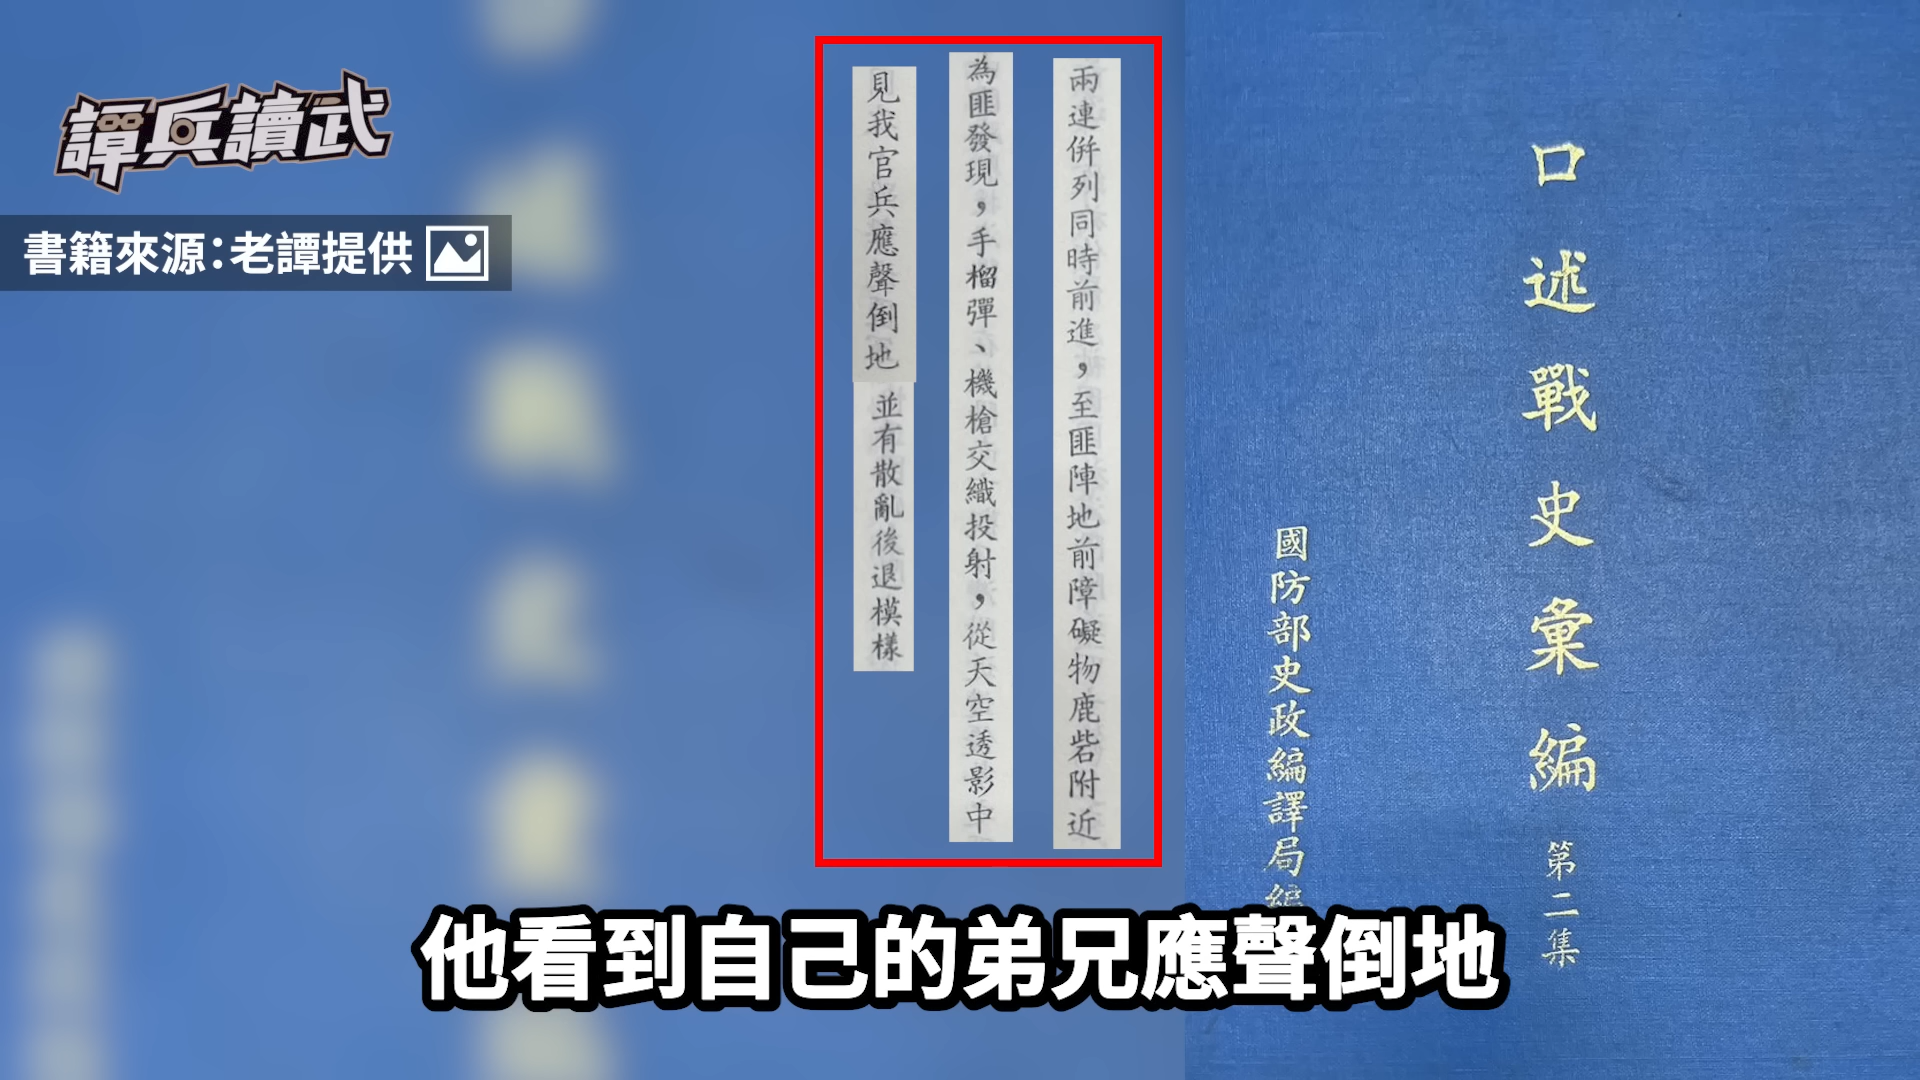 譚兵讀武
書籍來源：老譚提供
兩連併列同時前進，至匪陣地前障礙物鹿砦附近
為匪發現，手榴彈、機槍交織投射，從天空透影中
見我官兵應聲倒地
並有散亂後退模樣
口述戰史彙編 第二集
國防部史政編譯局編
他看到自己的弟兄應聲倒地